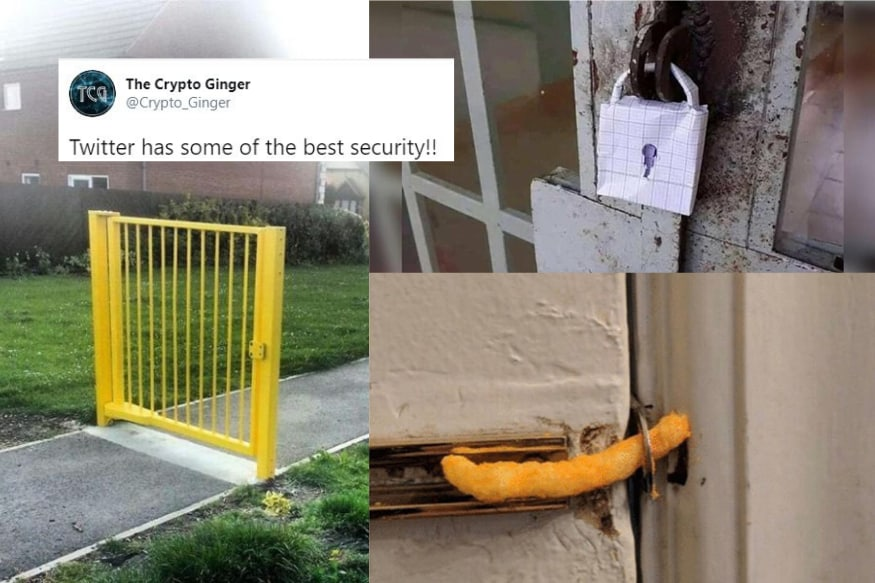 TCG
The Crypto Ginger
@Crypto_Ginger
Twitter has some of the best security!!